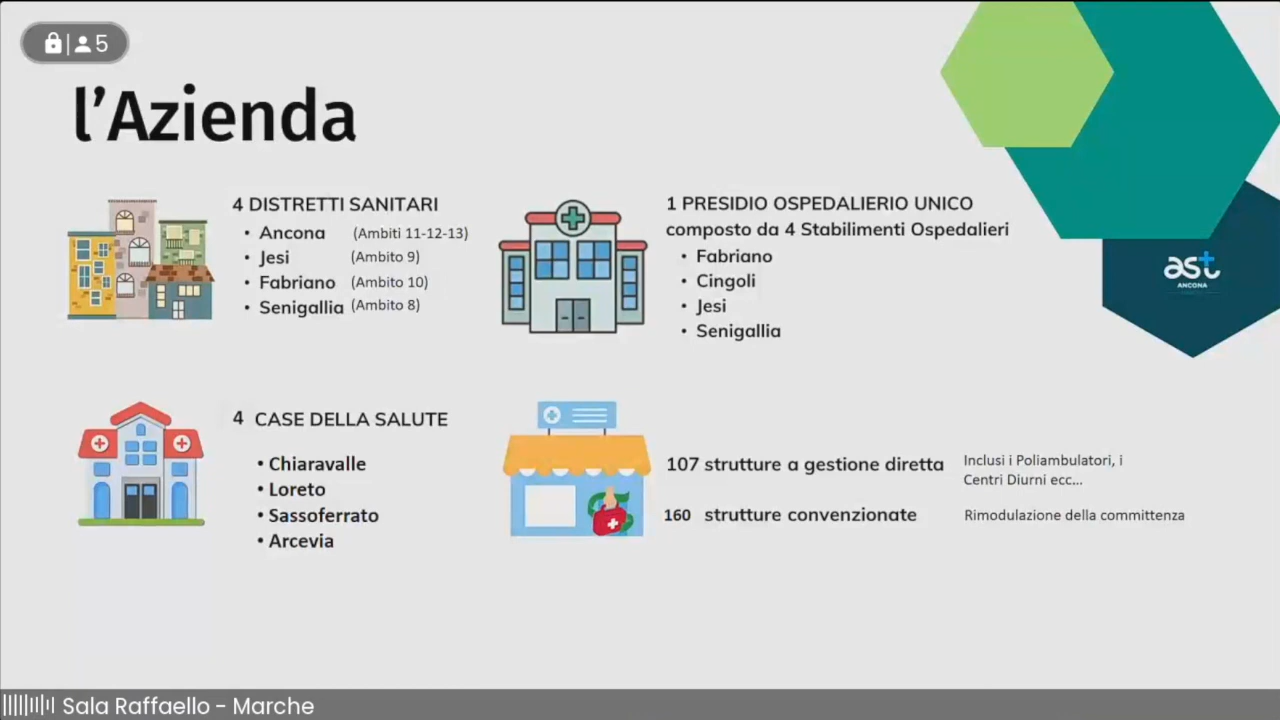 5
l’Azienda
4 DISTRETTI SANITARI
• Ancona (Ambiti 11-12-13)
• Jesi (Ambito 9)
• Fabriano (Ambito 10)
• Senigallia (Ambito 8)
1 PRESIDIO OSPEDALIERIO UNICO
composto da 4 Stabilimenti Ospedalieri
• Fabriano
• Cingoli
• Jesi
• Senigallia
ast
ANCONA
4 CASE DELLA SALUTE
• Chiaravalle
• Loreto
• Sassoferrato
• Arcevia
107 strutture a gestione diretta
Inclusi i Poliambulatori, i
Centri Diurni ecc...
160 strutture convenzionate
Rimodulazione della committenza
Sala Raffaello - Marche